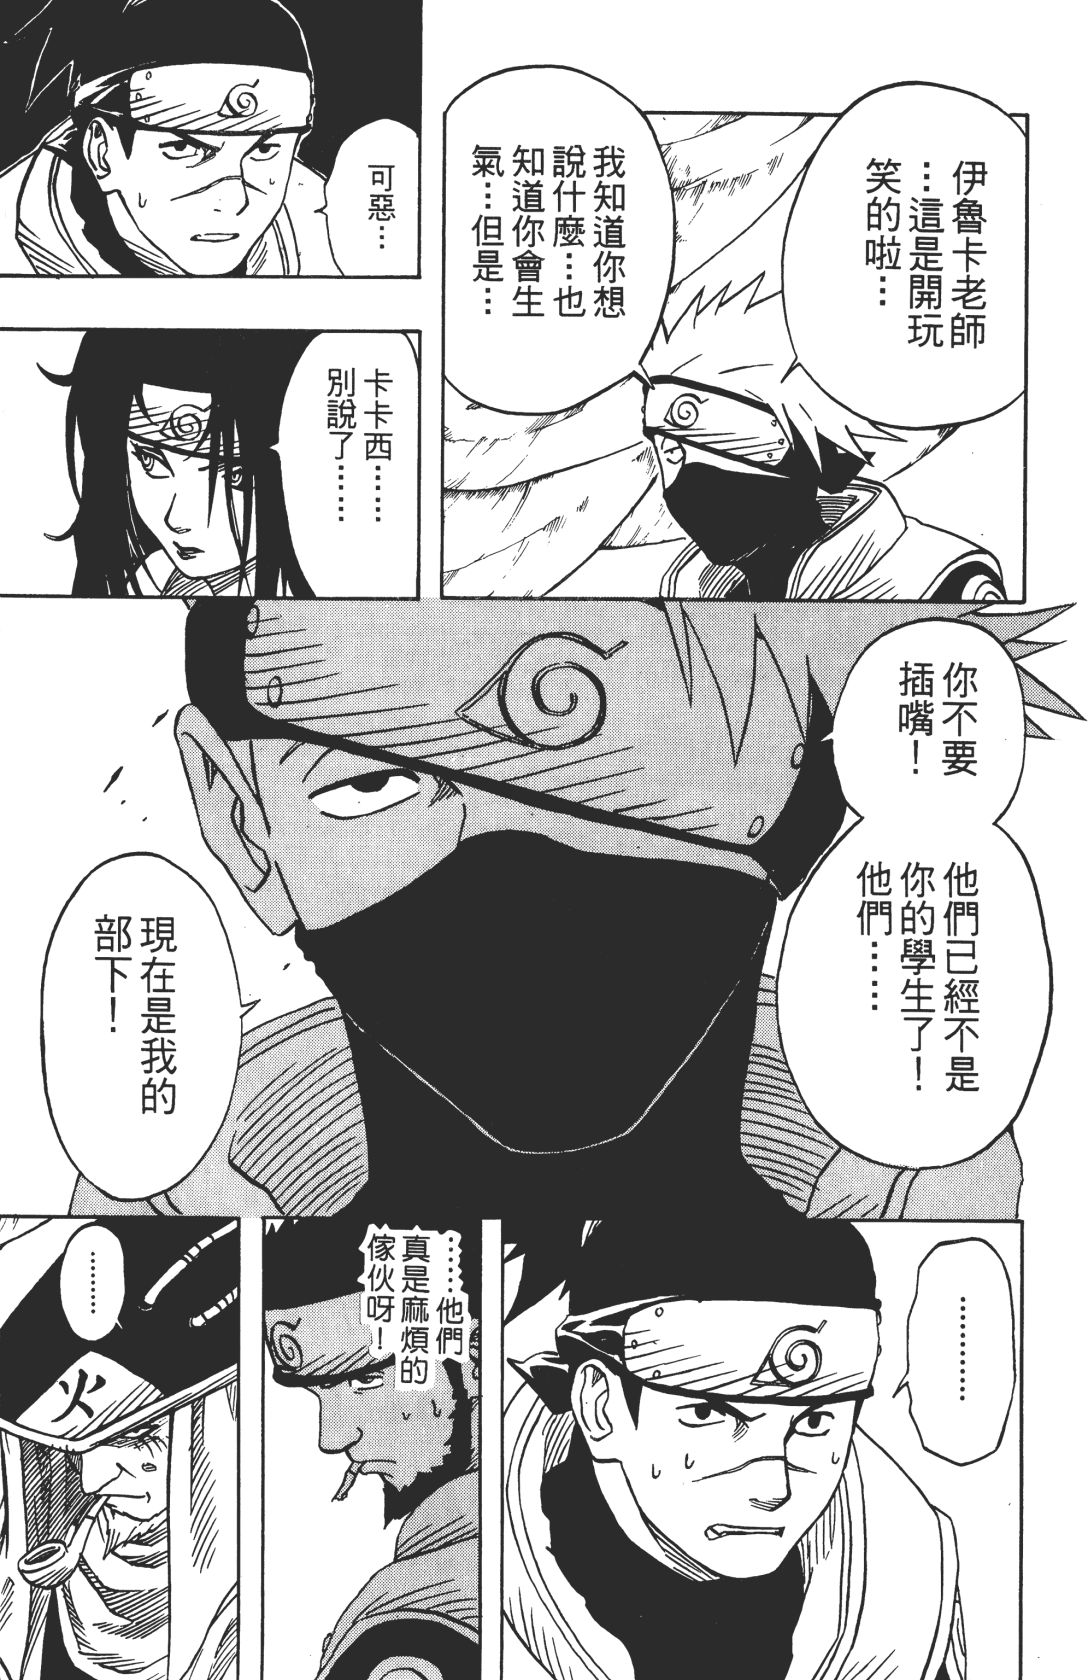 伊魯卡老師
…這是開玩
笑的啦…
我知道你想
說什麼…也
知道你會生
氣…但是…
可惡…
卡卡西……
別說了……
你不要
插嘴！
他們已經不是
你的學生了！
他們……
現在是我的
部下！
………
……他們
真是麻煩的
傢伙呀！
………
火